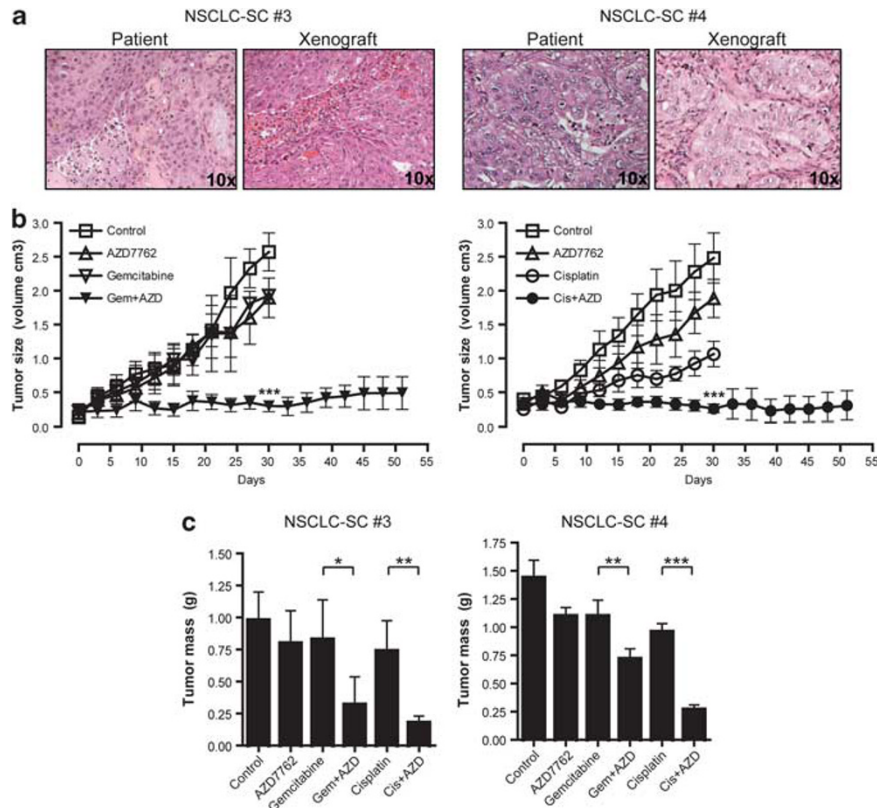 a
NSCLC-SC #3
NSCLC-SC #4
Patient
Xenograft
Patient
Xenograft
10x
10x
10x
10x
b
Tumor size (volume cm3)
3.0
2.5
2.0
1.5
1.0
0.5
0.0
Control
AZD7762
Gemcitabine
Gem+AZD
***
0 5 10 15 20 25 30 35 40 45 50 55
Days
Tumor size (volume cm3)
3.0
2.5
2.0
1.5
1.0
0.5
0.0
Control
AZD7762
Cisplatin
Cis+AZD
***
0 5 10 15 20 25 30 35 40 45 50 55
Days
c
NSCLC-SC #3
Tumor mass (g)
1.50
1.25
1.00
0.75
0.50
0.25
0.00
*
**
Control
AZD7762
Gemcitabine
Gem+AZD
Cisplatin
Cis+AZD
NSCLC-SC #4
Tumor mass (g)
1.75
1.50
1.25
1.00
0.75
0.50
0.25
0.00
**
***
Control
AZD7762
Gemcitabine
Gem+AZD
Cisplatin
Cis+AZD